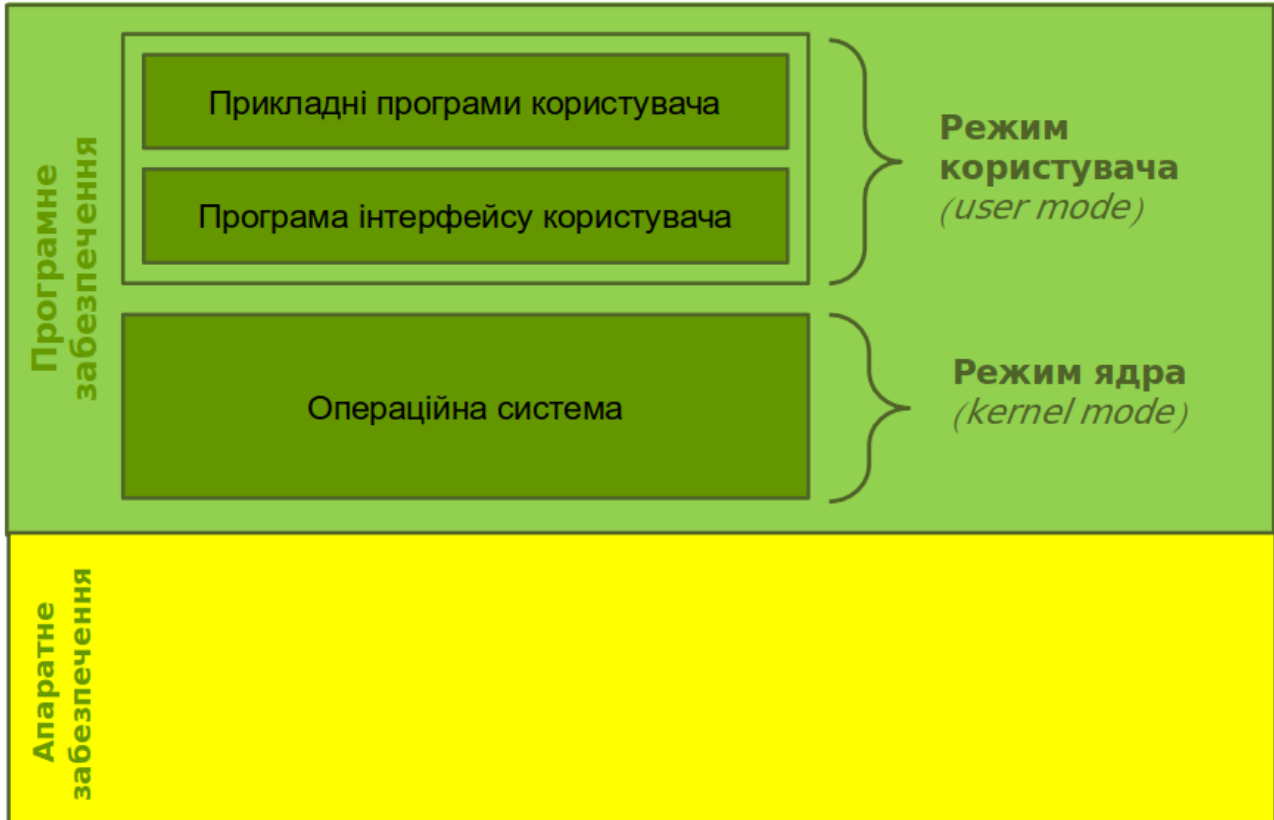 Програмне
забезпечення
Прикладні програми користувача
Програма інтерфейсу користувача
Режим
користувача
(user mode)
Операційна система
Режим ядра
(kernel mode)
Апаратне
забезпечення